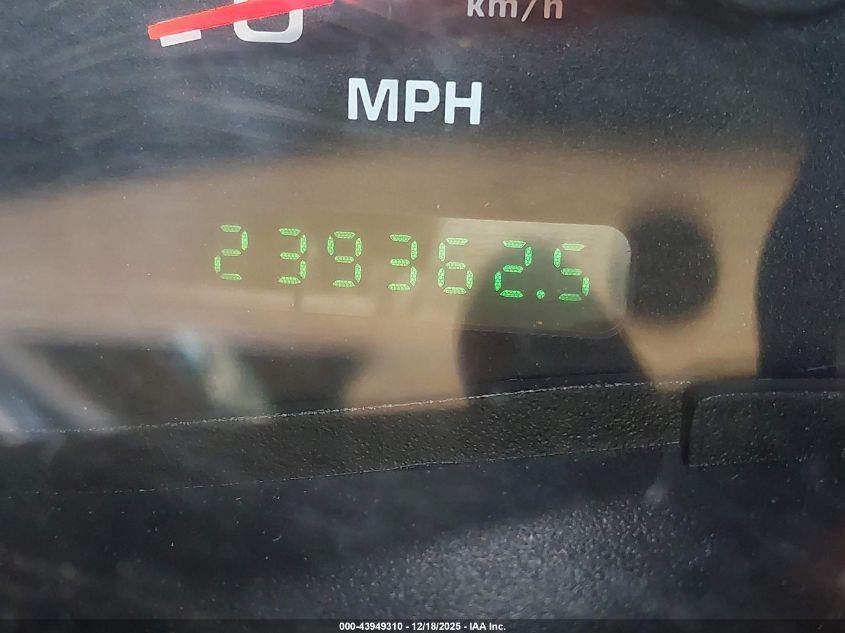 km/h
MPH
239362.5
000-43949310 - 12/18/2025 - IAA Inc.